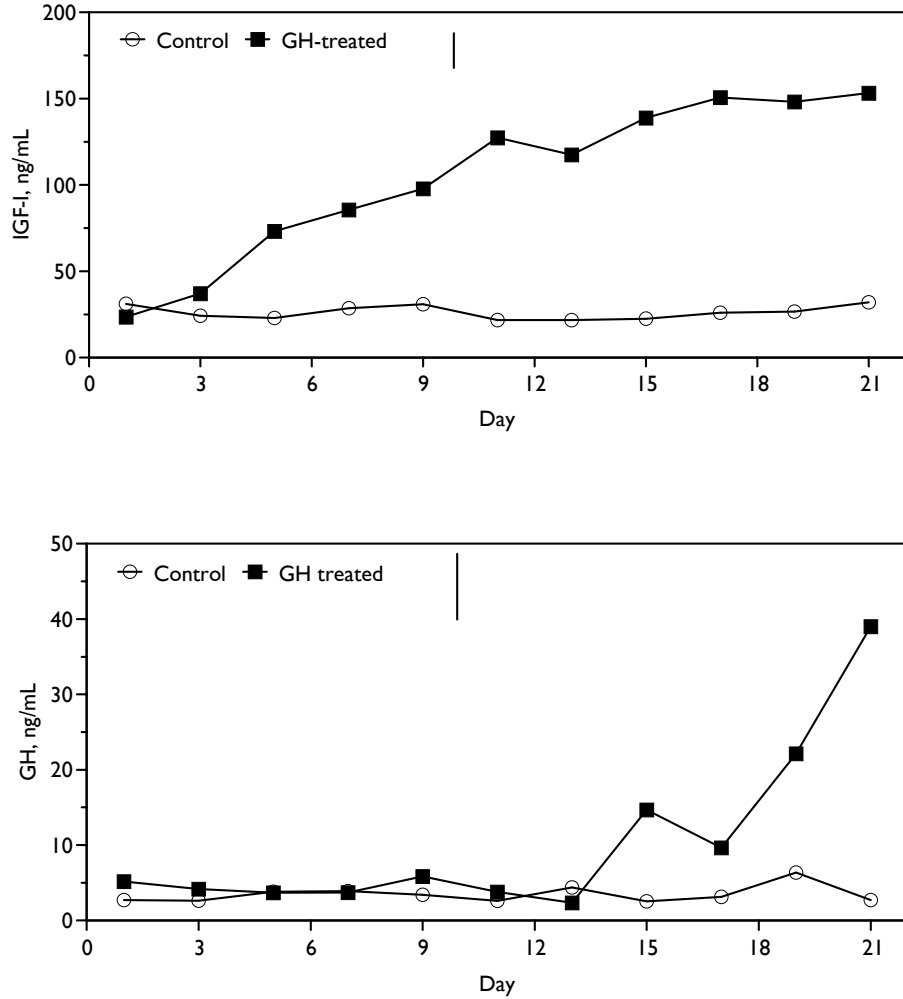 200
Control GH-treated
150
IGF-I, ng/mL
100
50
0
0 3 6 9 12 15 18 21
Day
50
Control GH treated
40
30
GH, ng/mL
20
10
0
0 3 6 9 12 15 18 21
Day